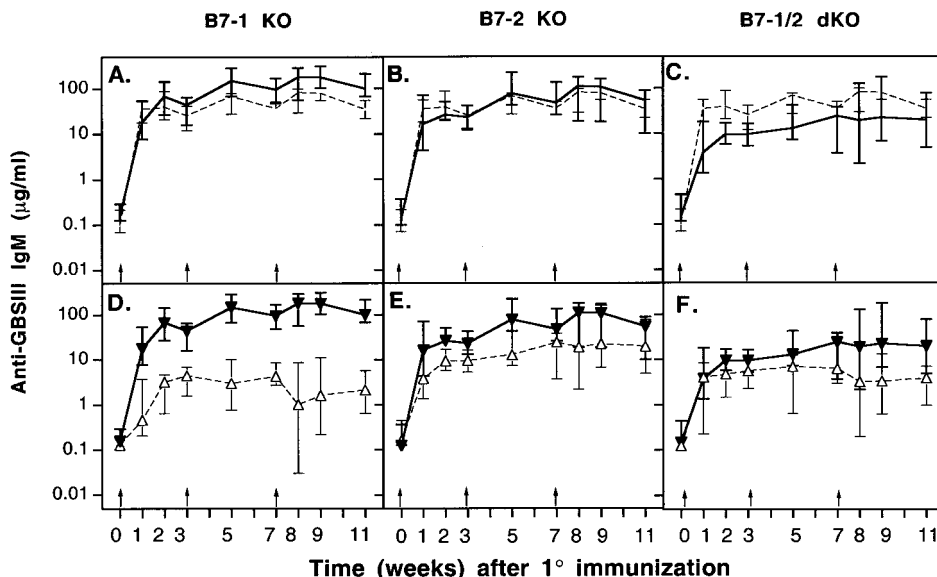 B7-1 KO
B7-2 KO
B7-1/2 dKO
Anti-GBSIII IgM (µg/ml)
A.
B.
C.
100
10
1
0.1
0.01
D.
E.
F.
100
10
1
0.1
0.01
0 1 2 3 5 7 8 9 11
0 1 2 3 5 7 8 9 11
0 1 2 3 5 7 8 9 11
Time (weeks) after 1° immunization